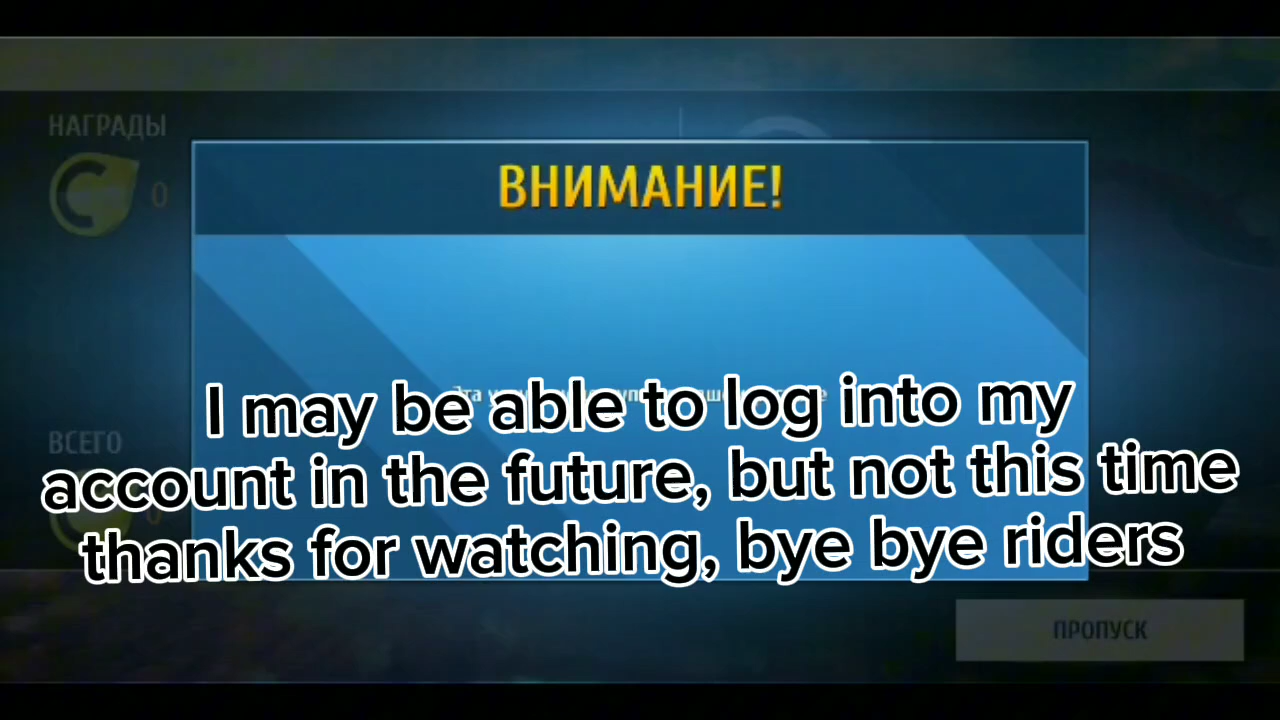 НАГРАДЫ
0
ВНИМАНИЕ!
I may be able to log into my
account in the future, but not this time
thanks for watching, bye bye riders
ВСЕГО
ПРОПУСК